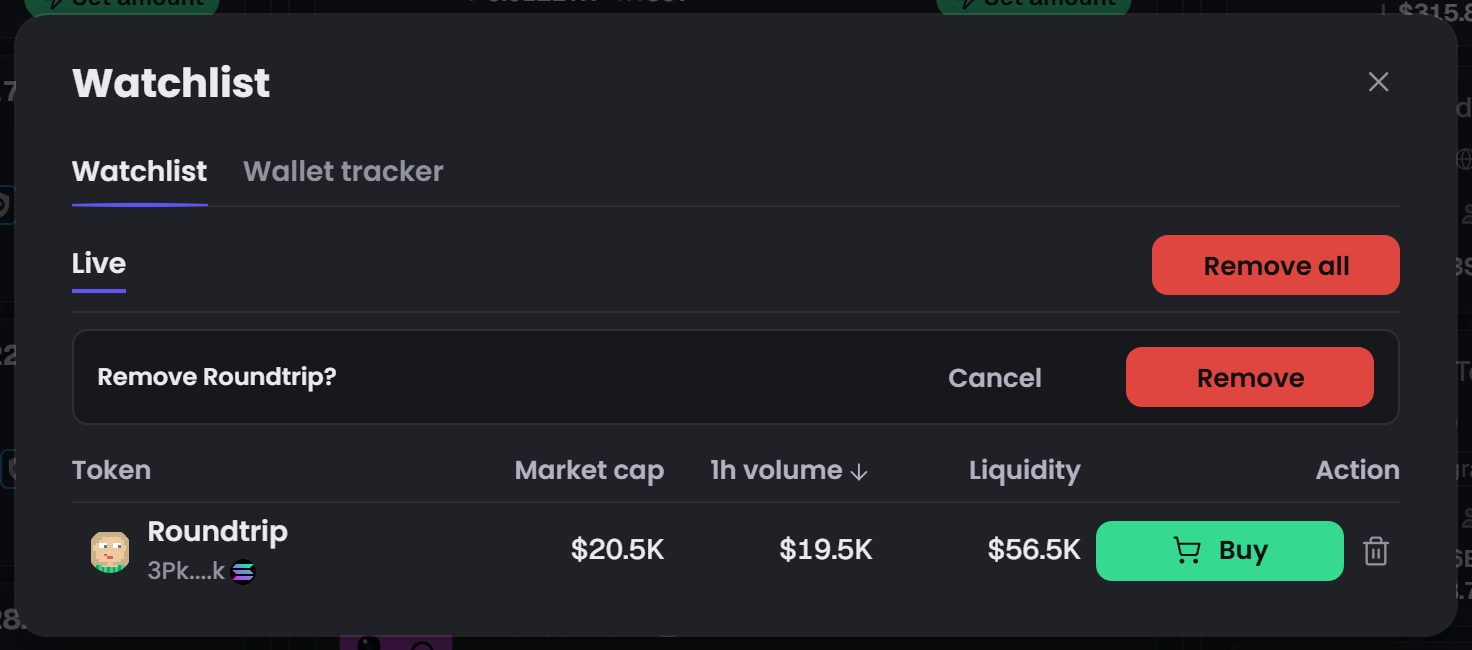 Watchlist
Watchlist Wallet tracker
Live Remove all
Remove Roundtrip? Cancel Remove
Token Market cap 1h volume ↓ Liquidity Action
Roundtrip $20.5K $19.5K $56.5K Buy
3Pk....k